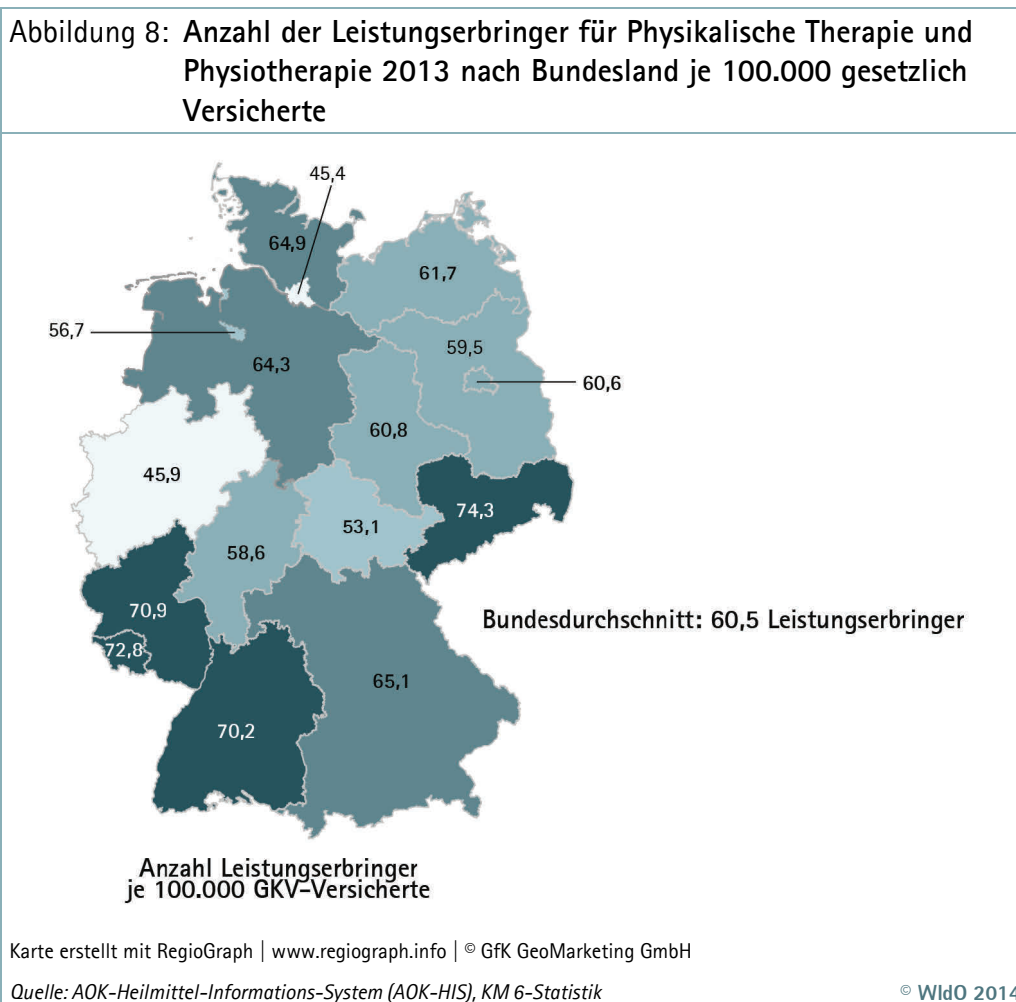 Abbildung 8: Anzahl der Leistungserbringer für Physikalische Therapie und
Physiotherapie 2013 nach Bundesland je 100.000 gesetzlich
Versicherte
45,4
64,9
61,7
56,7
59,5
64,3
60,6
60,8
45,9
74,3
53,1
58,6
70,9
Bundesdurchschnitt: 60,5 Leistungserbringer
72,8
65,1
70,2
Anzahl Leistungserbringer
je 100.000 GKV-Versicherte
Karte erstellt mit RegioGraph | www.regiograph.info | © GfK GeoMarketing GmbH
Quelle: AOK-Heilmittel-Informations-System (AOK-HIS), KM 6-Statistik
© WIdO 2014